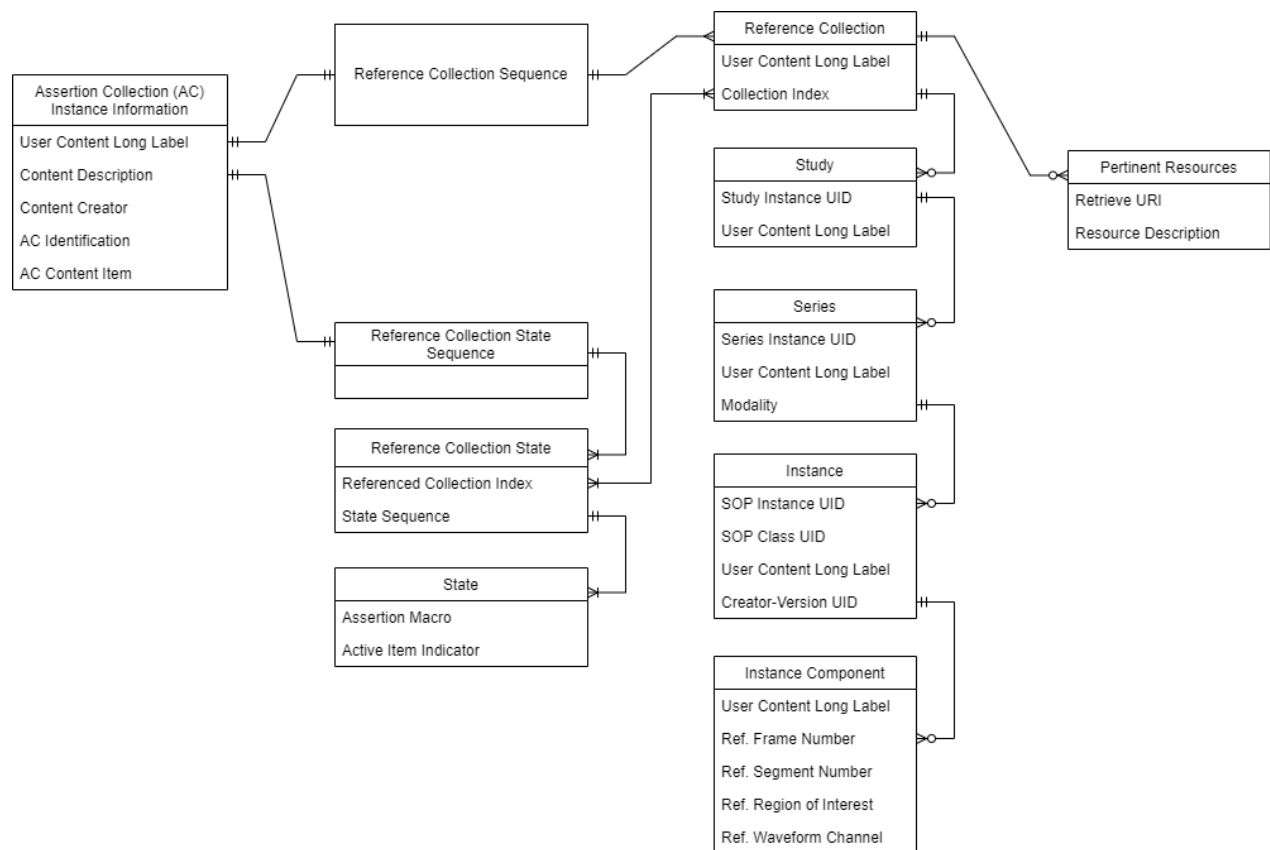 Assertion Collection (AC)
Instance Information
User Content Long Label
Content Description
Content Creator
AC Identification
AC Content Item
Reference Collection Sequence
Reference Collection State
Sequence
Reference Collection State
Referenced Collection Index
State Sequence
State
Assertion Macro
Active Item Indicator
Reference Collection
User Content Long Label
Collection Index
Study
Study Instance UID
User Content Long Label
Series
Series Instance UID
User Content Long Label
Modality
Instance
SOP Instance UID
SOP Class UID
User Content Long Label
Creator-Version UID
Instance Component
User Content Long Label
Ref. Frame Number
Ref. Segment Number
Ref. Region of Interest
Ref. Waveform Channel
Pertinent Resources
Retrieve URI
Resource Description